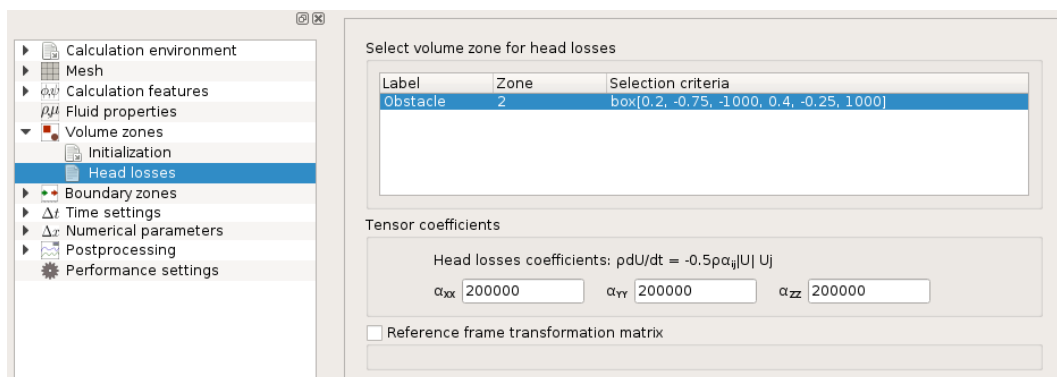 Calculation environment
Mesh
φ,ψ Calculation features
ρ,μ Fluid properties
Volume zones
Initialization
Head losses
Boundary zones
Δt Time settings
Δx Numerical parameters
Postprocessing
Performance settings
Select volume zone for head losses
Label Zone Selection criteria
Obstacle 2 box[0.2, -0.75, -1000, 0.4, -0.25, 1000]
Tensor coefficients
Head losses coefficients: ρdU/dt = -0.5ραij|U| Uj
αXX 200000 αYY 200000 αZZ 200000
Reference frame transformation matrix